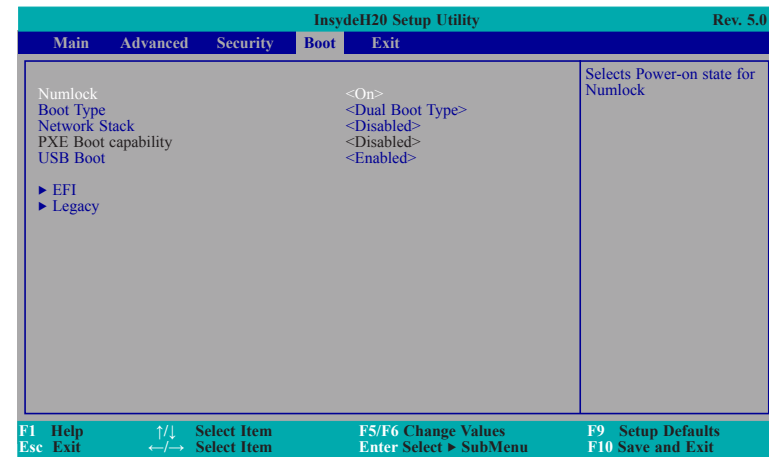 InsydeH20 Setup Utility Rev. 5.0
Main Advanced Security Boot Exit
Numlock <On>
Boot Type <Dual Boot Type>
Network Stack <Disabled>
PXE Boot capability <Disabled>
USB Boot <Enabled>
▶ EFI
▶ Legacy
Selects Power-on state for
Numlock
F1 Help ↑/↓ Select Item F5/F6 Change Values F9 Setup Defaults
Esc Exit ←/→ Select Item Enter Select ▶ SubMenu F10 Save and Exit